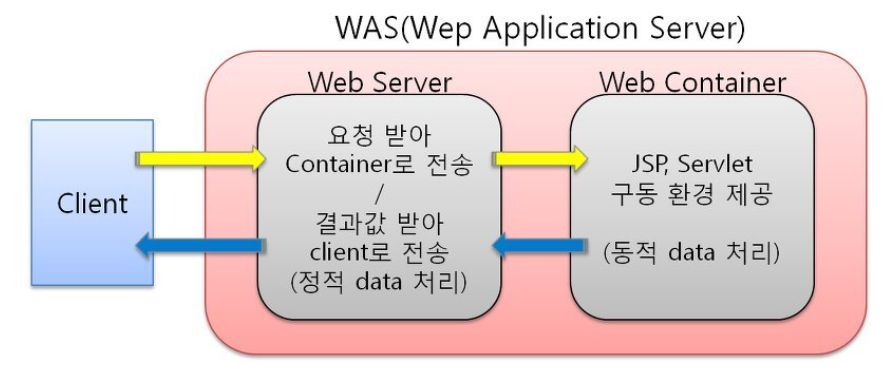 WAS(Wep Application Server)
Web Server
Web Container
Client
요청 받아
Container로 전송
/
결과값 받아
client로 전송
(정적 data 처리)
JSP, Servlet
구동 환경 제공
(동적 data 처리)